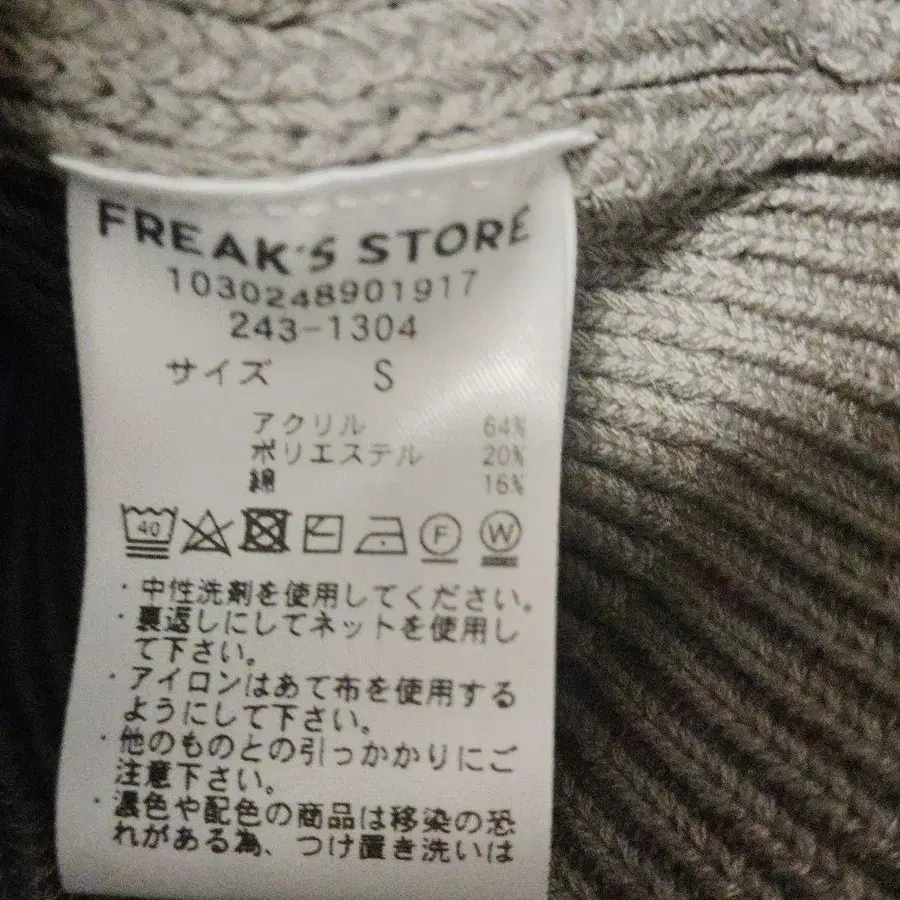 FREAK'S STORE
1030248901917
243-1304
サイズ S
アクリル 64%
ポリエステル 20%
綿 16%
40 F W
・中性洗剤を使用してください。
・裏返しにしてネットを使用し
て下さい。
・アイロンはあて布を使用する
ようにして下さい。
・他のものとの引っかかりにご
注意下さい。
・濃色や配色の商品は移染の恐
れがある為、つけ置き洗いは